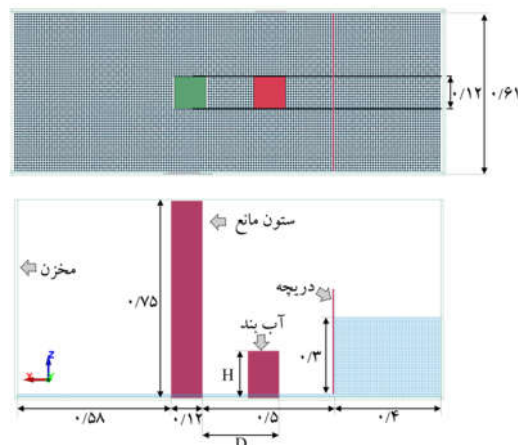 ۰/۱۲
۰/۶۱
ستون مانع
مخزن
دریچه
۰/۷۵
آب بند
H
۰/۳
Z
X
۰/۵۸
۰/۱۲
۰/۵
۰/۴
D